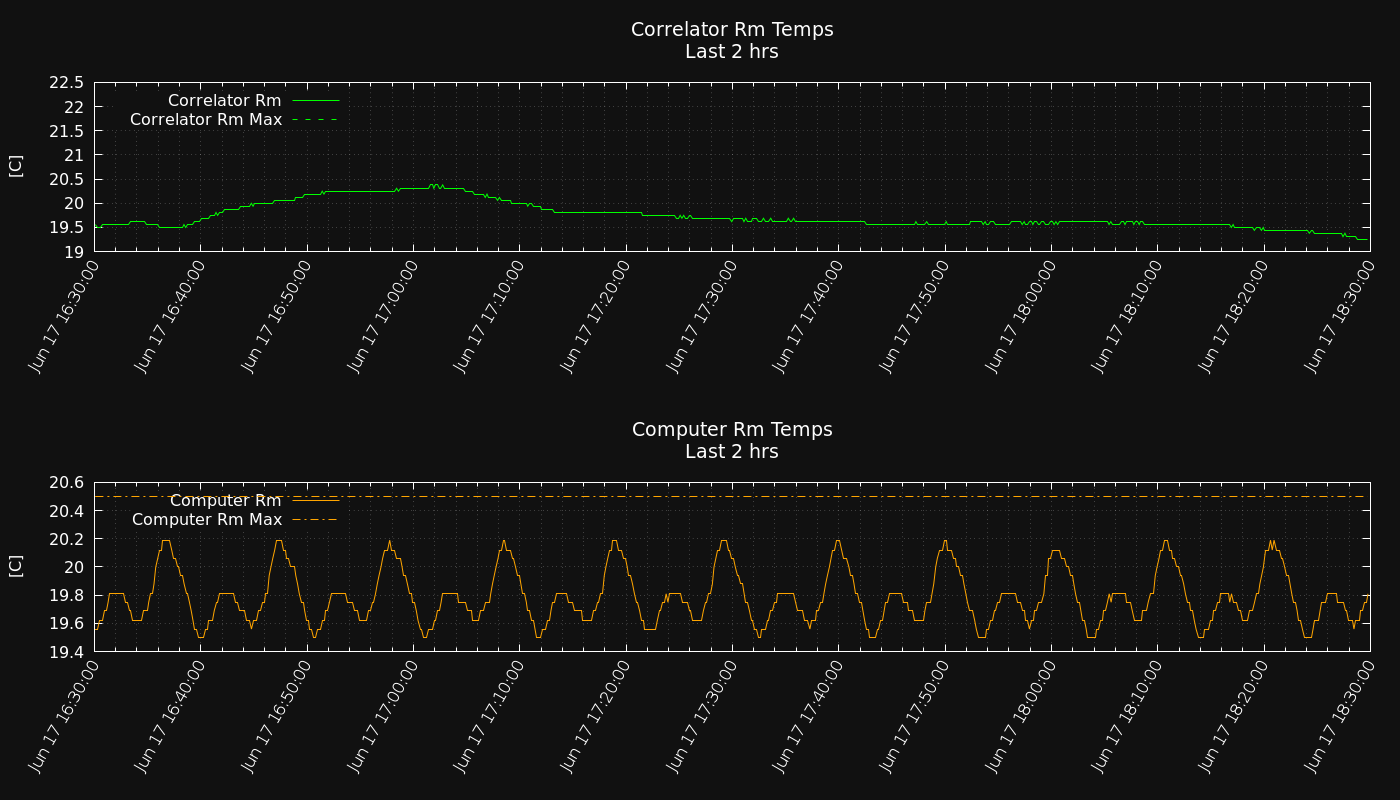 Correlator Rm Temps
Last 2 hrs
22.5
22
21.5
21
20.5
20
19.5
19
[C]
Correlator Rm
Correlator Rm Max
Jun 17 16:30:00
Jun 17 16:40:00
Jun 17 16:50:00
Jun 17 17:00:00
Jun 17 17:10:00
Jun 17 17:20:00
Jun 17 17:30:00
Jun 17 17:40:00
Jun 17 17:50:00
Jun 17 18:00:00
Jun 17 18:10:00
Jun 17 18:20:00
Jun 17 18:30:00
Computer Rm Temps
Last 2 hrs
20.6
20.4
20.2
20
19.8
19.6
19.4
[C]
Computer Rm
Computer Rm Max
Jun 17 16:30:00
Jun 17 16:40:00
Jun 17 16:50:00
Jun 17 17:00:00
Jun 17 17:10:00
Jun 17 17:20:00
Jun 17 17:30:00
Jun 17 17:40:00
Jun 17 17:50:00
Jun 17 18:00:00
Jun 17 18:10:00
Jun 17 18:20:00
Jun 17 18:30:00